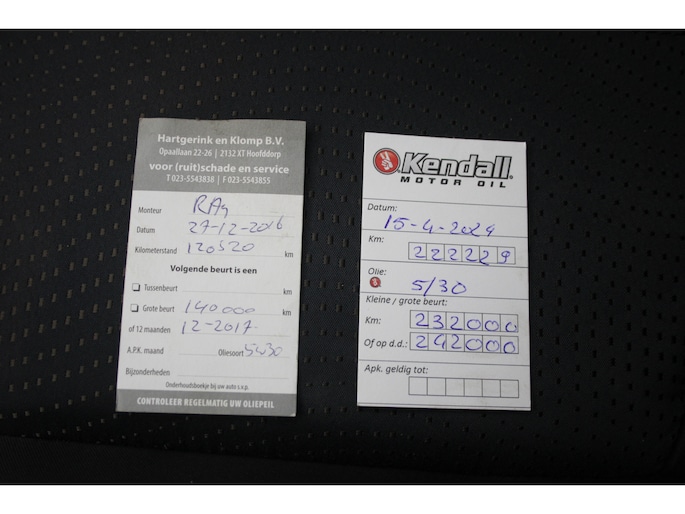 Hartgerink en Klomp B.V.
Opaallaan 22-26 | 2132 XT Hoofddorp
voor (ruit)schade en service
T 023-5543838 | F 023-5543855
Monteur
Datum 27-12-2016
Kilometerstand 120520 km
Volgende beurt is een
Tussenbeurt km
Grote beurt 140000 km
of 12 maanden 12-2017
A.P.K. maand Oliesoort 5w30
Bijzonderheden
Onderhoudsboekje bij uw auto s.v.p.
CONTROLEER REGELMATIG UW OLIEPEIL
Kendall®
MOTOR OIL
Datum:
15-4-2024
Km:
222229
Olie:
5/30
Kleine / grote beurt:
Km: 232000
Of op d.d.: 242000
Apk. geldig tot: